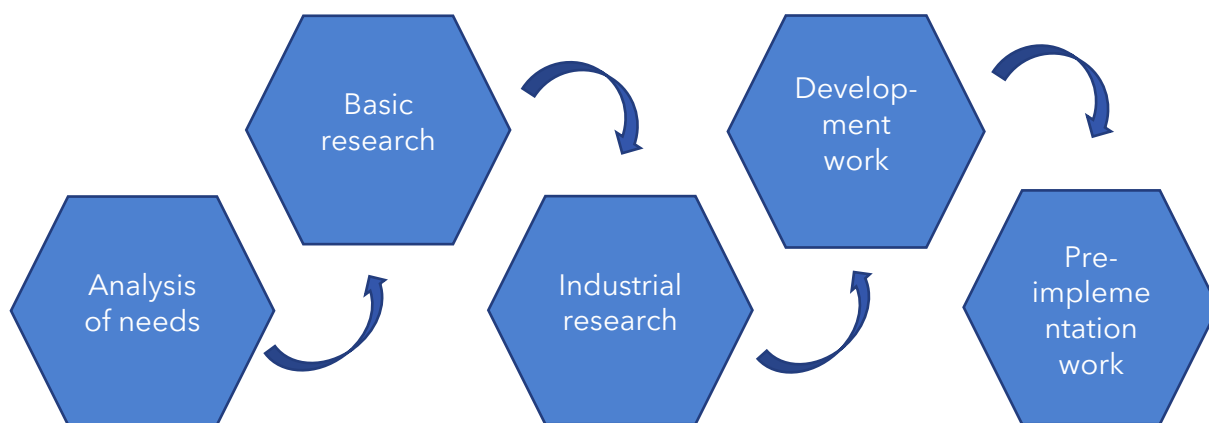 Analysis
of needs
Basic
research
Industrial
research
Develop-
ment
work
Pre-
impleme
ntation
work